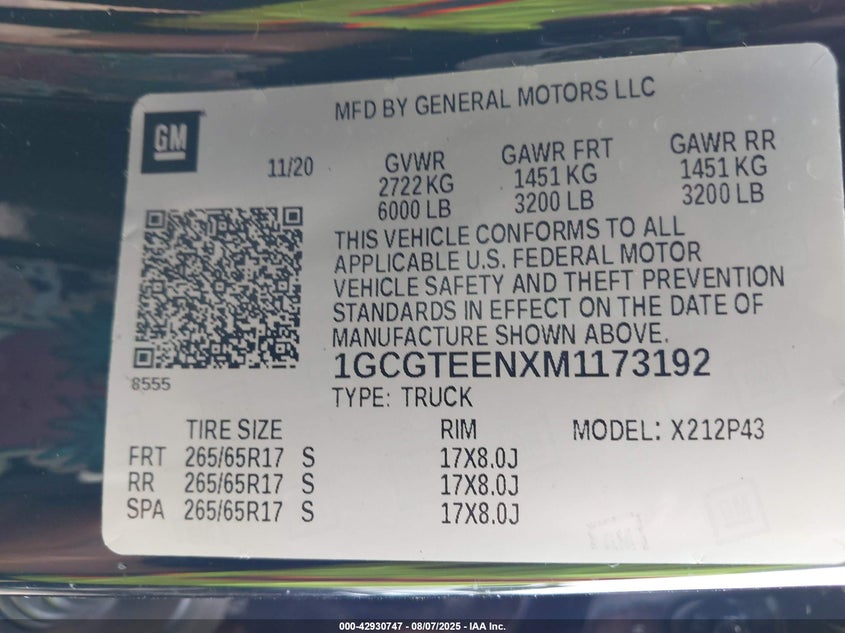 MFD BY GENERAL MOTORS LLC
GM
11/20
GVWR GAWR FRT GAWR RR
2722 KG 1451 KG 1451 KG
6000 LB 3200 LB 3200 LB
THIS VEHICLE CONFORMS TO ALL
APPLICABLE U.S. FEDERAL MOTOR
VEHICLE SAFETY AND THEFT PREVENTION
STANDARDS IN EFFECT ON THE DATE OF
MANUFACTURE SHOWN ABOVE.
1GCGTEENXM1173192
8555
TYPE: TRUCK
TIRE SIZE RIM MODEL: X212P43
FRT 265/65R17 S 17X8.0J
RR 265/65R17 S 17X8.0J
SPA 265/65R17 S 17X8.0J
000-42930747 - 08/07/2025 - IAA Inc.